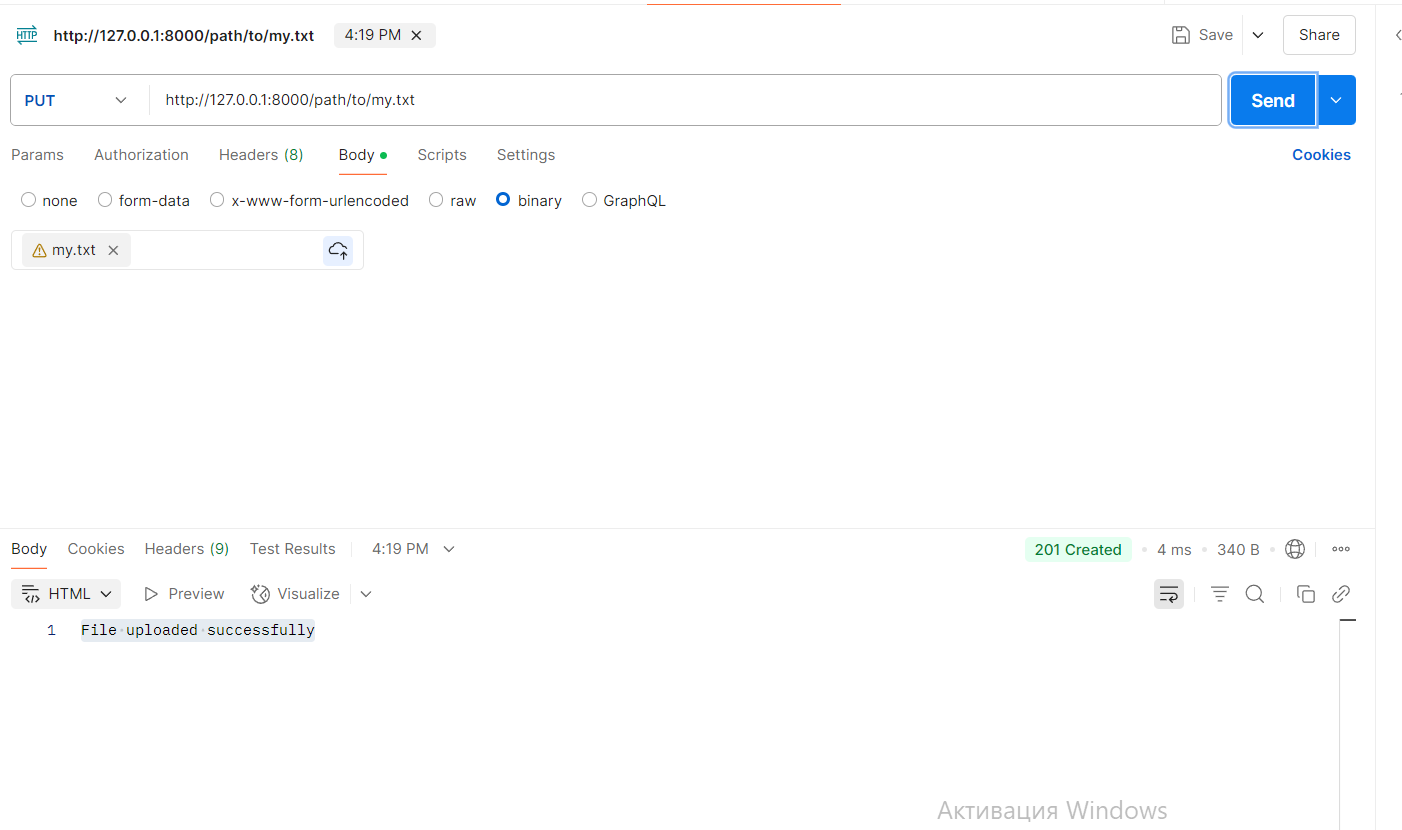 HTTP http://127.0.0.1:8000/path/to/my.txt 4:19 PM Save Share
PUT http://127.0.0.1:8000/path/to/my.txt Send
Params Authorization Headers (8) Body Scripts Settings Cookies
none form-data x-www-form-urlencoded raw binary GraphQL
my.txt
Body Cookies Headers (9) Test Results 4:19 PM 201 Created 4 ms 340 B
HTML Preview Visualize
1 File uploaded successfully
Активация Windows